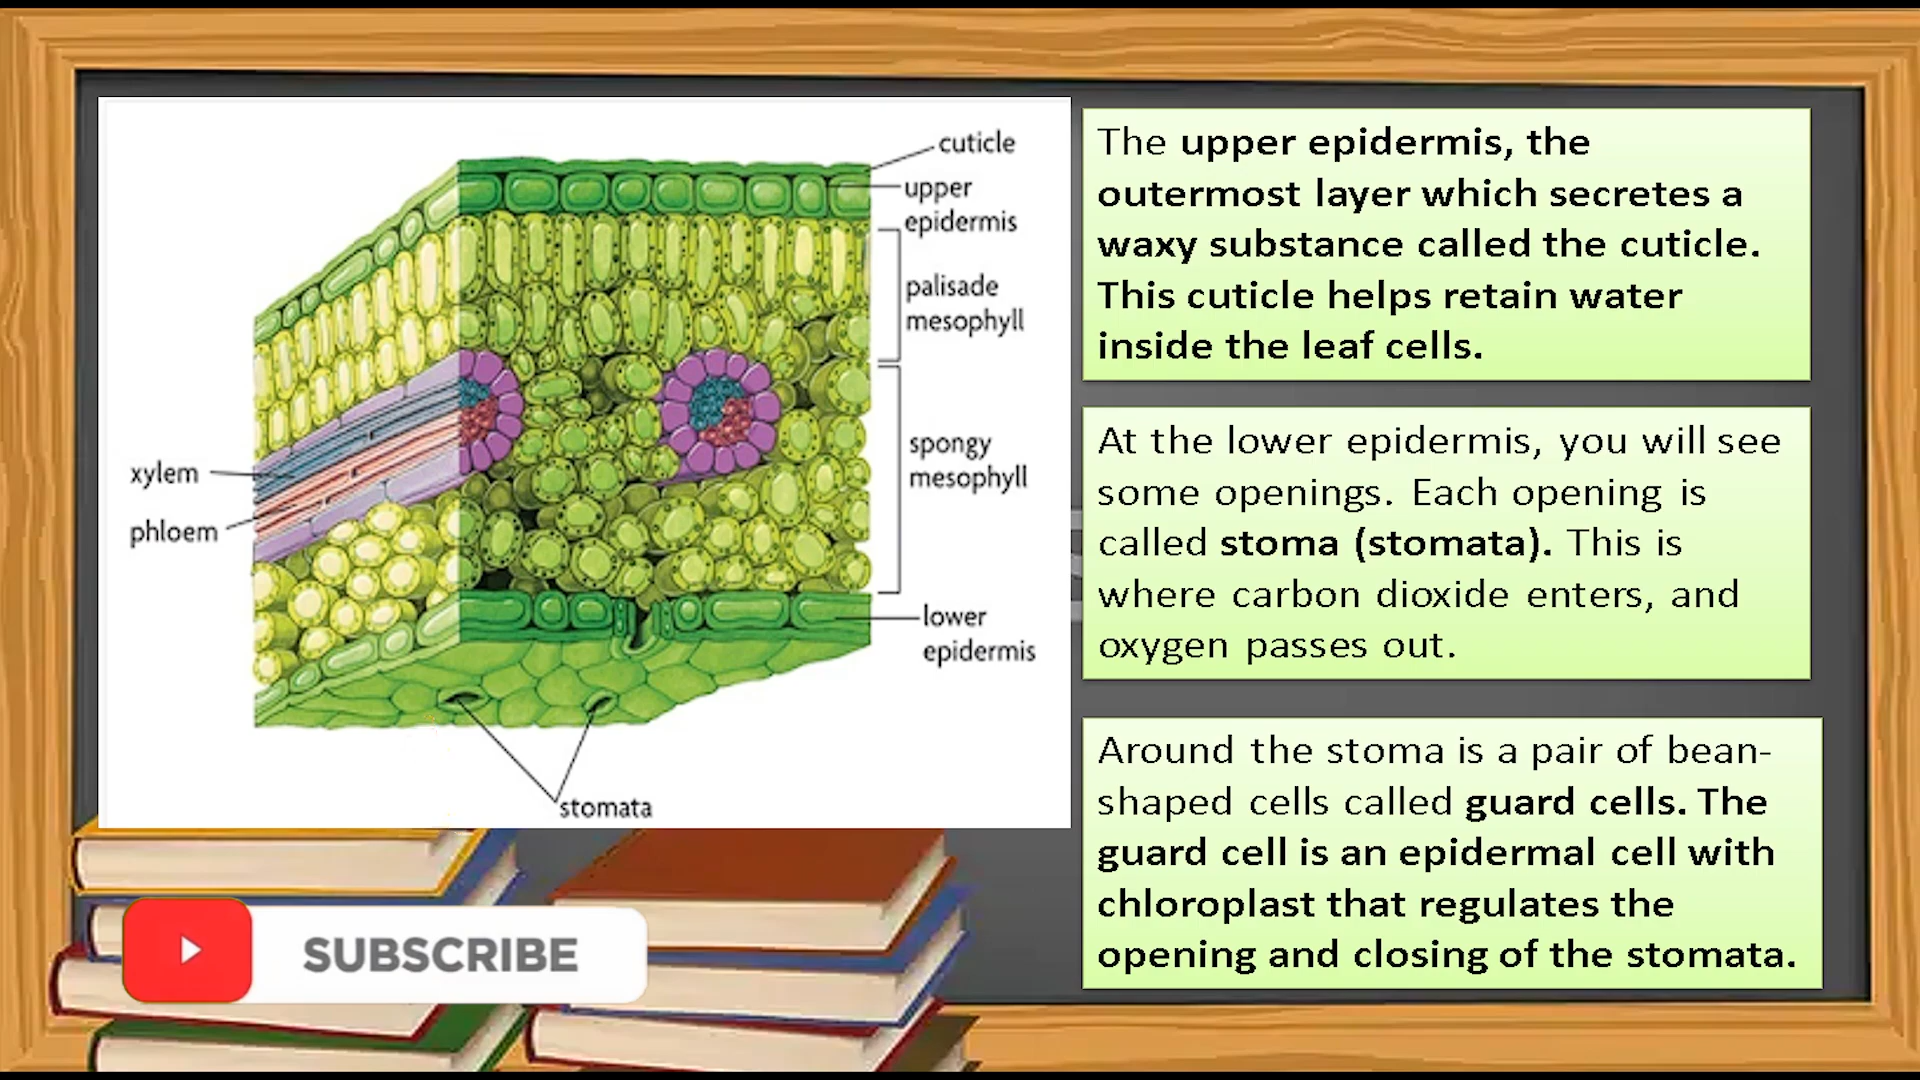 cuticle
upper
epidermis
palisade
mesophyll
spongy
mesophyll
xylem
phloem
lower
epidermis
stomata
The upper epidermis, the
outermost layer which secretes a
waxy substance called the cuticle.
This cuticle helps retain water
inside the leaf cells.
At the lower epidermis, you will see
some openings. Each opening is
called stoma (stomata). This is
where carbon dioxide enters, and
oxygen passes out.
Around the stoma is a pair of bean-
shaped cells called guard cells. The
guard cell is an epidermal cell with
chloroplast that regulates the
opening and closing of the stomata.
SUBSCRIBE